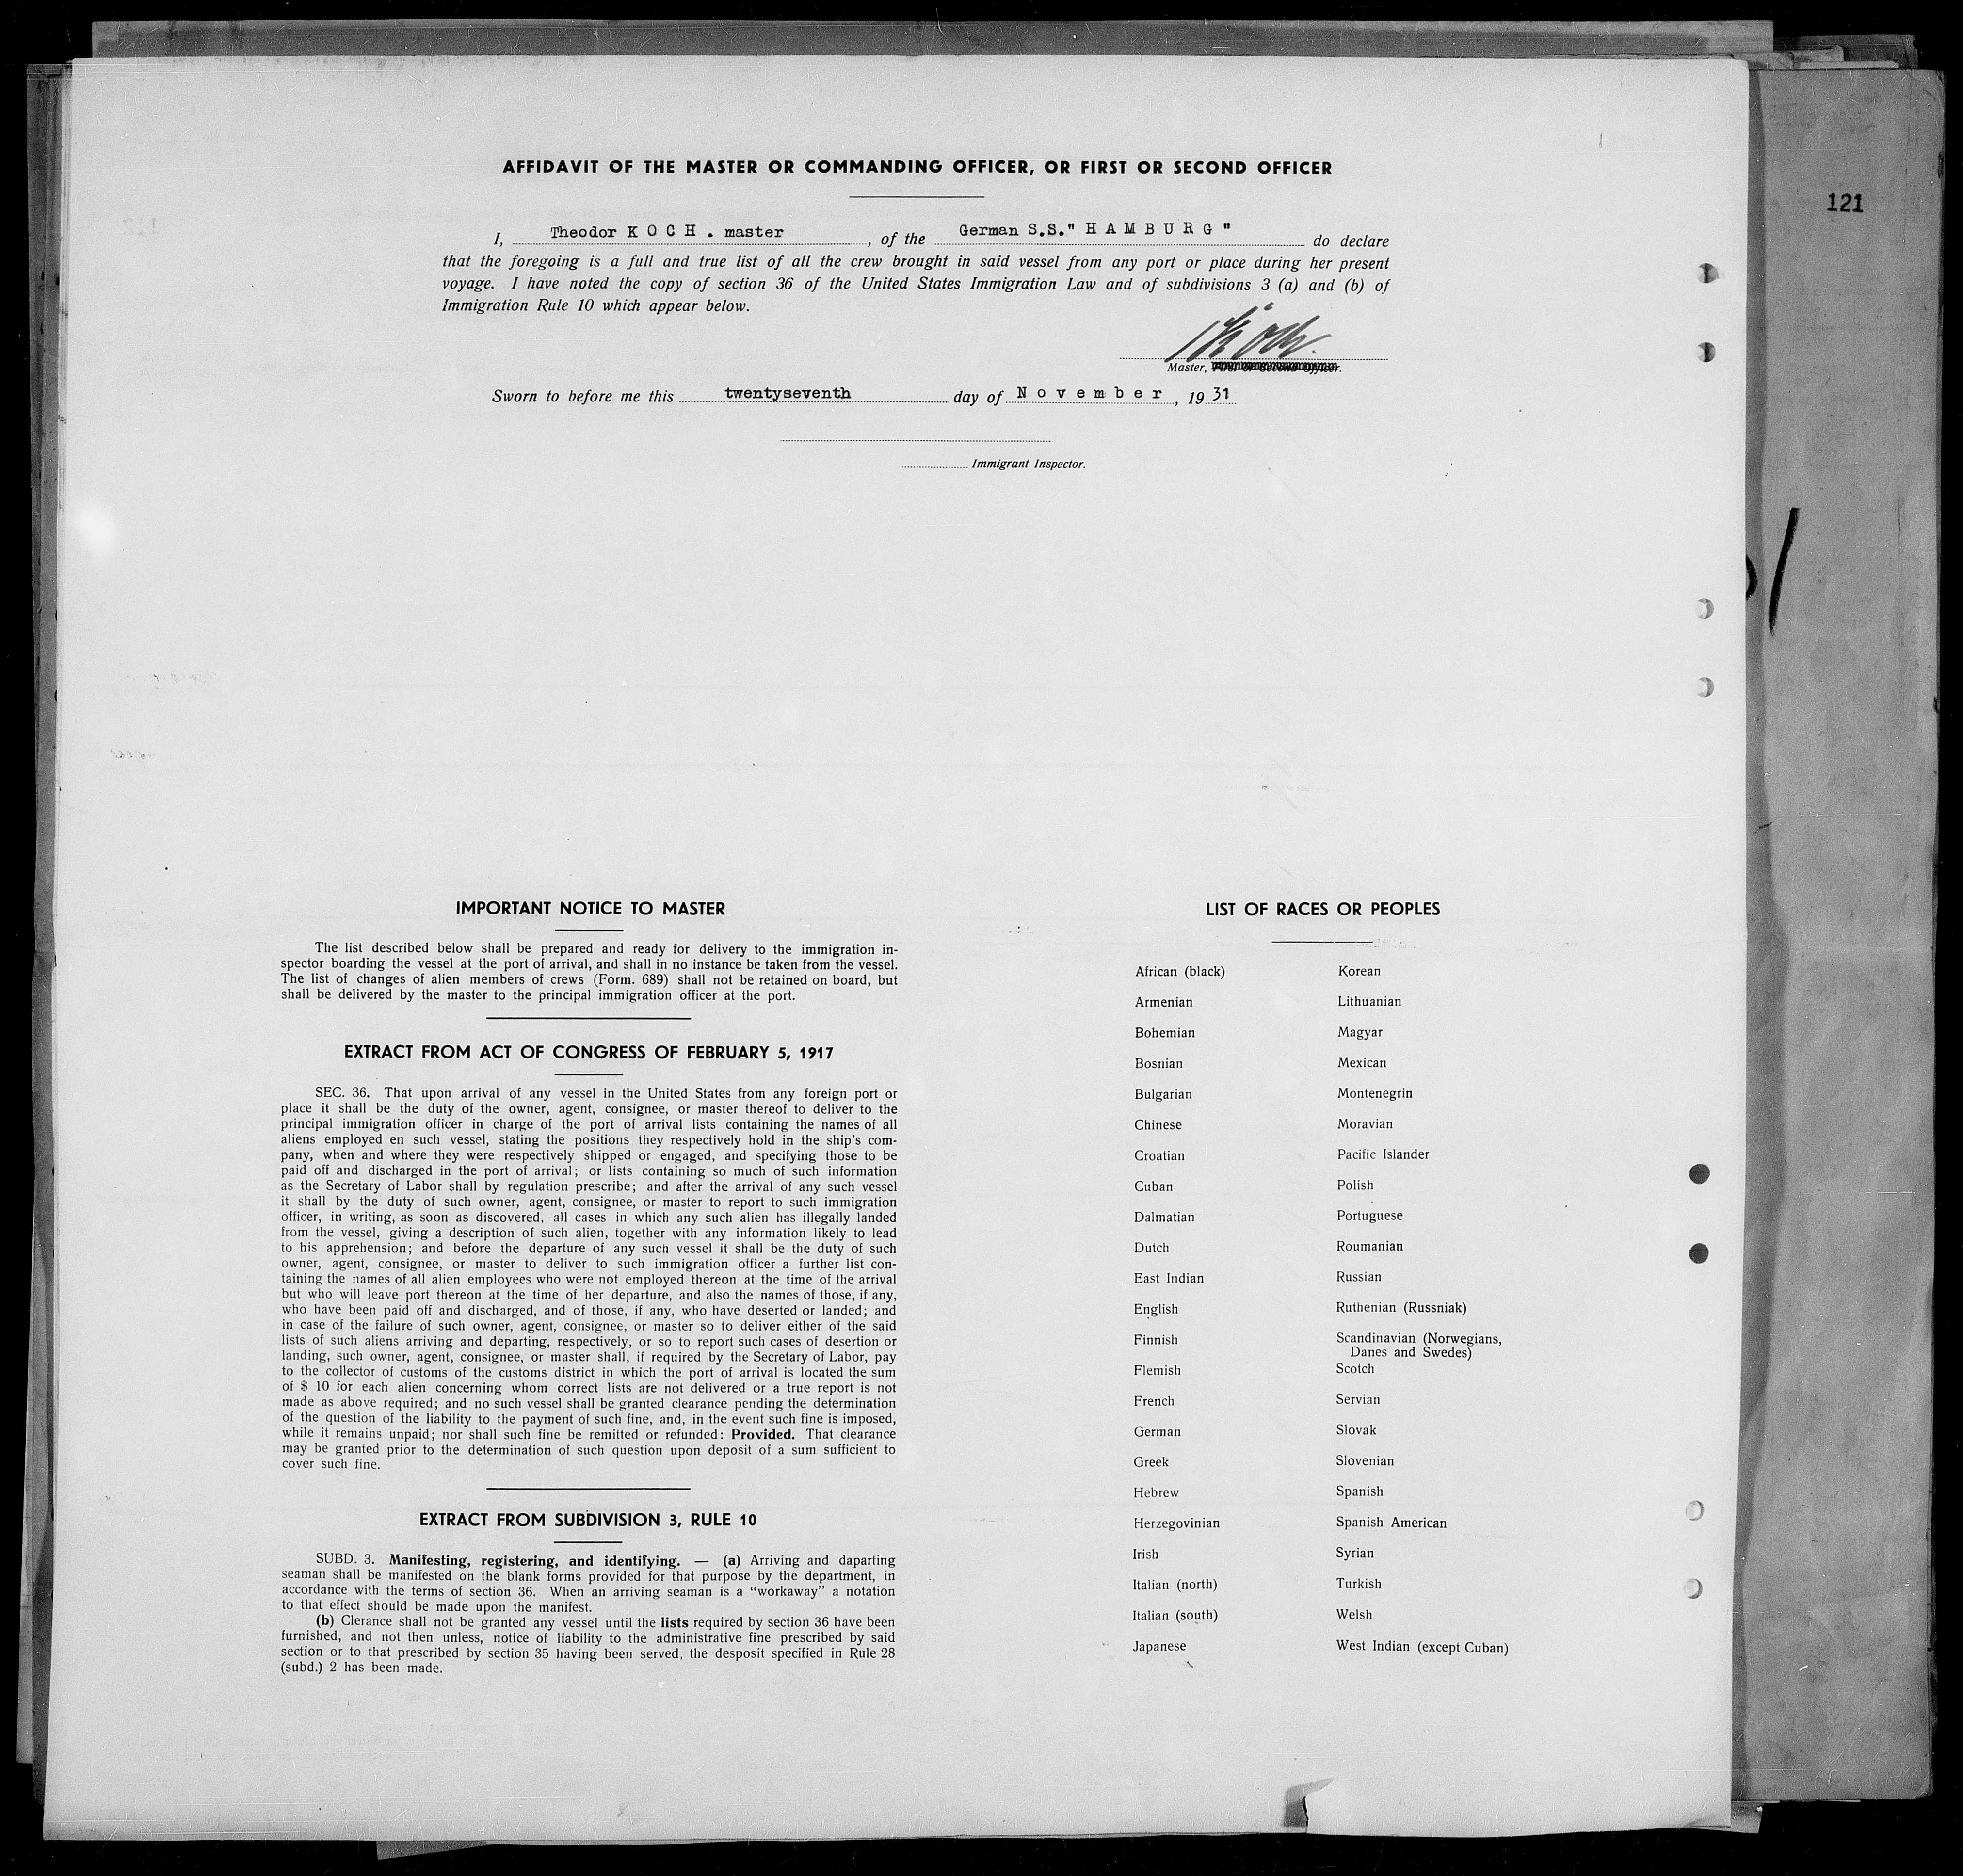 121
AFFIDAVIT OF THE MASTER OR COMMANDING OFFICER, OR FIRST OR SECOND OFFICER
I, Theodor K O C H . master, of the German S.S." H A M B U R G " do declare
that the foregoing is a full and true list of all the crew brought in said vessel from any port or place during her present
voyage. I have noted the copy of section 36 of the United States Immigration Law and of subdivisions 3 (a) and (b) of
Immigration Rule 10 which appear below.
Koch.
Master, First or Second Officer.
Sworn to before me this twentyseventh day of N o v e m b e r , 19 31
Immigrant Inspector.
IMPORTANT NOTICE TO MASTER
The list described below shall be prepared and ready for delivery to the immigration in-
spector boarding the vessel at the port of arrival, and shall in no instance be taken from the vessel.
The list of changes of alien members of crews (Form. 689) shall not be retained on board, but
shall be delivered by the master to the principal immigration officer at the port.
EXTRACT FROM ACT OF CONGRESS OF FEBRUARY 5, 1917
SEC. 36. That upon arrival of any vessel in the United States from any foreign port or
place it shall be the duty of the owner, agent, consignee, or master thereof to deliver to the
principal immigration officer in charge of the port of arrival lists containing the names of all
aliens employed en such vessel, stating the positions they respectively hold in the ship's com-
pany, when and where they were respectively shipped or engaged, and specifying those to be
paid off and discharged in the port of arrival; or lists containing so much of such information
as the Secretary of Labor shall by regulation prescribe; and after the arrival of any such vessel
it shall by the duty of such owner, agent, consignee, or master to report to such immigration
officer, in writing, as soon as discovered, all cases in which any such alien has illegally landed
from the vessel, giving a description of such alien, together with any information likely to lead
to his apprehension; and before the departure of any such vessel it shall be the duty of such
owner, agent, consignee, or master to deliver to such immigration officer a further list con-
taining the names of all alien employees who were not employed thereon at the time of the arrival
but who will leave port thereon at the time of her departure, and also the names of those, if any,
who have been paid off and discharged, and of those, if any, who have deserted or landed; and
in case of the failure of such owner, agent, consignee, or master so to deliver either of the said
lists of such aliens arriving and departing, respectively, or so to report such cases of desertion or
landing, such owner, agent, consignee, or master shall, if required by the Secretary of Labor, pay
to the collector of customs of the customs district in which the port of arrival is located the sum
of $ 10 for each alien concerning whom correct lists are not delivered or a true report is not
made as above required; and no such vessel shall be granted clearance pending the determination
of the question of the liability to the payment of such fine, and, in the event such fine is imposed,
while it remains unpaid; nor shall such fine be remitted or refunded: Provided. That clearance
may be granted prior to the determination of such question upon deposit of a sum sufficient to
cover such fine.
EXTRACT FROM SUBDIVISION 3, RULE 10
SUBD. 3. Manifesting, registering, and identifying. — (a) Arriving and daparting
seaman shall be manifested on the blank forms provided for that purpose by the department, in
accordance with the terms of section 36. When an arriving seaman is a "workaway" a notation
to that effect should be made upon the manifest.
(b) Clerance shall not be granted any vessel until the lists required by section 36 have been
furnished, and not then unless, notice of liability to the administrative fine prescribed by said
section or to that prescribed by section 35 having been served, the desposit specified in Rule 28
(subd.) 2 has been made.
LIST OF RACES OR PEOPLES
African (black)
Armenian
Bohemian
Bosnian
Bulgarian
Chinese
Croatian
Cuban
Dalmatian
Dutch
East Indian
English
Finnish
Flemish
French
German
Greek
Hebrew
Herzegovinian
Irish
Italian (north)
Italian (south)
Japanese
Korean
Lithuanian
Magyar
Mexican
Montenegrin
Moravian
Pacific Islander
Polish
Portuguese
Roumanian
Russian
Ruthenian (Russniak)
Scandinavian (Norwegians,
Danes and Swedes)
Scotch
Servian
Slovak
Slovenian
Spanish
Spanish American
Syrian
Turkish
Welsh
West Indian (except Cuban)